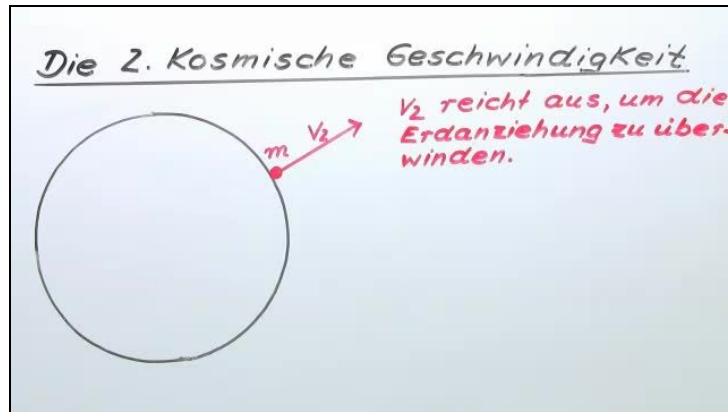 Die 2. Kosmische Geschwindigkeit
V₂ reicht aus, um die
Erdanziehung zu über-
winden.
V₂
m